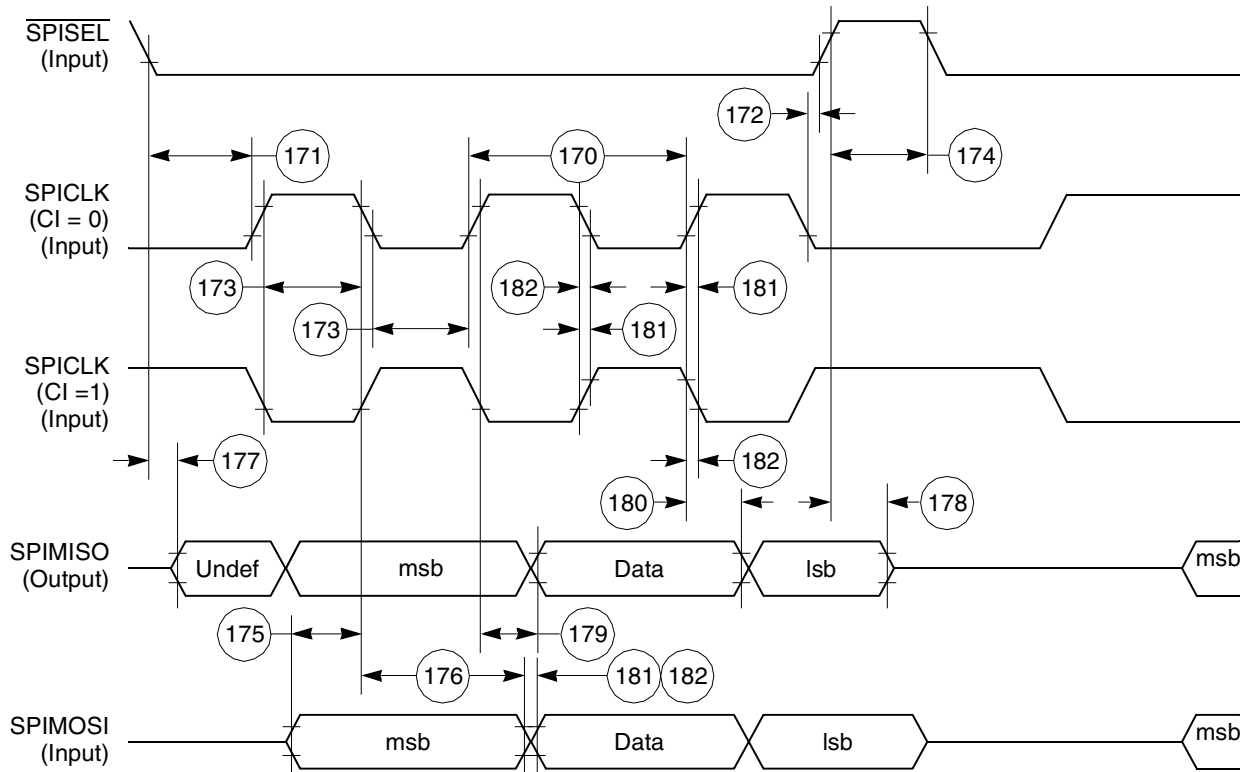 SPISEL
(Input)
172
171
170
174
SPICLK
(CI = 0)
(Input)
173
182
181
173
181
SPICLK
(CI =1)
(Input)
177
182
180
178
SPIMISO
(Output)
Undef
msb
Data
lsb
msb
175
179
176
181
182
SPIMOSI
(Input)
msb
Data
lsb
msb